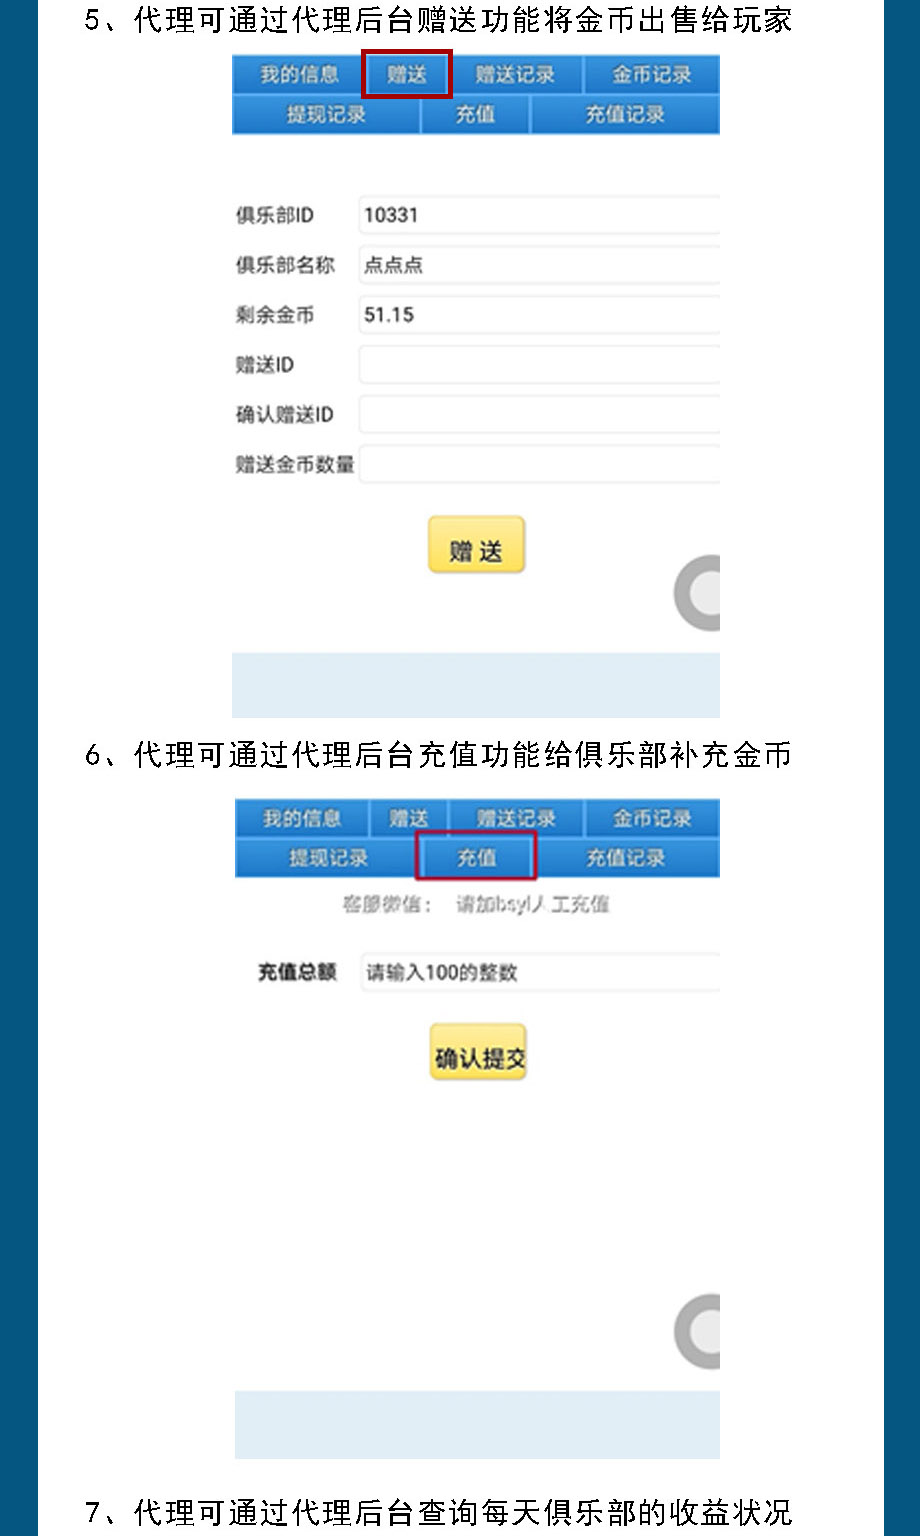 5、代理可通过代理后台赠送功能将金币出售给玩家
我的信息 赠送 赠送记录 金币记录
提现记录 充值 充值记录
俱乐部ID 10331
俱乐部名称 点点点
剩余金币 51.15
赠送ID
确认赠送ID
赠送金币数量
赠 送
6、代理可通过代理后台充值功能给俱乐部补充金币
我的信息 赠送 赠送记录 金币记录
提现记录 充值 充值记录
客服微信： 请加bsyl人工充值
充值总额 请输入100的整数
确认提交
7、代理可通过代理后台查询每天俱乐部的收益状况